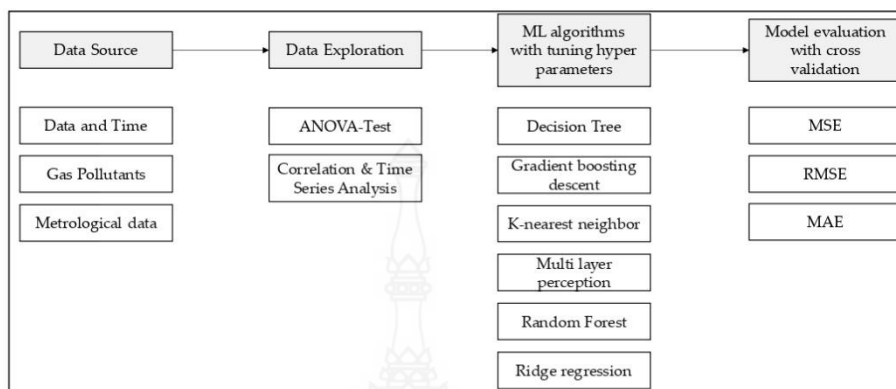 Data Source
Data Exploration
ML algorithms
with tuning hyper
parameters
Model evaluation
with cross
validation
Data and Time
Gas Pollutants
Metrological data
ANOVA-Test
Correlation & Time
Series Analysis
Decision Tree
Gradient boosting
descent
K-nearest neighbor
Multi layer
perception
Random Forest
Ridge regression
MSE
RMSE
MAE